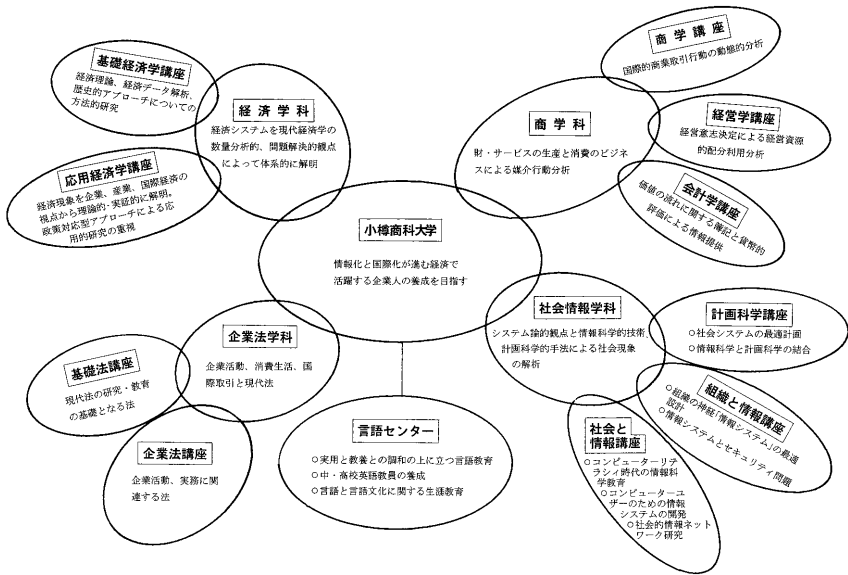 基礎経済学講座
経済理論、経済データ解析、
歴史的アプローチについての
方法的研究
経済学科
経済システムを現代経済学の
数量分析的、問題解決的観点
によって体系的に解明
応用経済学講座
経済現象を企業、産業、国際経済の
視点から理論的・実証的に解明。
政策対応型アプローチによる応
用的研究の重視
商学講座
国際的商業取引行動の動態的分析
商学科
財・サービスの生産と消費のビジネ
スによる媒介行動分析
経営学講座
経営意志決定による経営資源
的配分利用分析
会計学講座
価値の流れに関する簿記と貨幣的
評価による情報提供
小樽商科大学
情報化と国際化が進む経済で
活躍する企業人の養成を目指す
企業法学科
企業活動、消費生活、国
際取引と現代法
基礎法講座
現代法の研究・教育
の基礎となる法
企業法講座
企業活動、実務に関
連する法
言語センター
○実用と教養との調和の上に立つ言語教育
○中・高校英語教員の養成
○言語と言語文化に関する生涯教育
社会情報学科
システム論的観点と情報科学的技術、
計画科学的手法による社会現象
の解析
計画科学講座
○社会システムの最適計画
○情報科学と計画科学の結合
組織と情報講座
○組織の神経「情報システム」の最適
設計
○情報システムとセキュリティ問題
社会と
情報講座
○コンピューターリテ
ラシィ時代の情報科
学教育
○コンピューターユ
ザーのための情報
システムの開発
○社会的情報ネット
ワーク研究